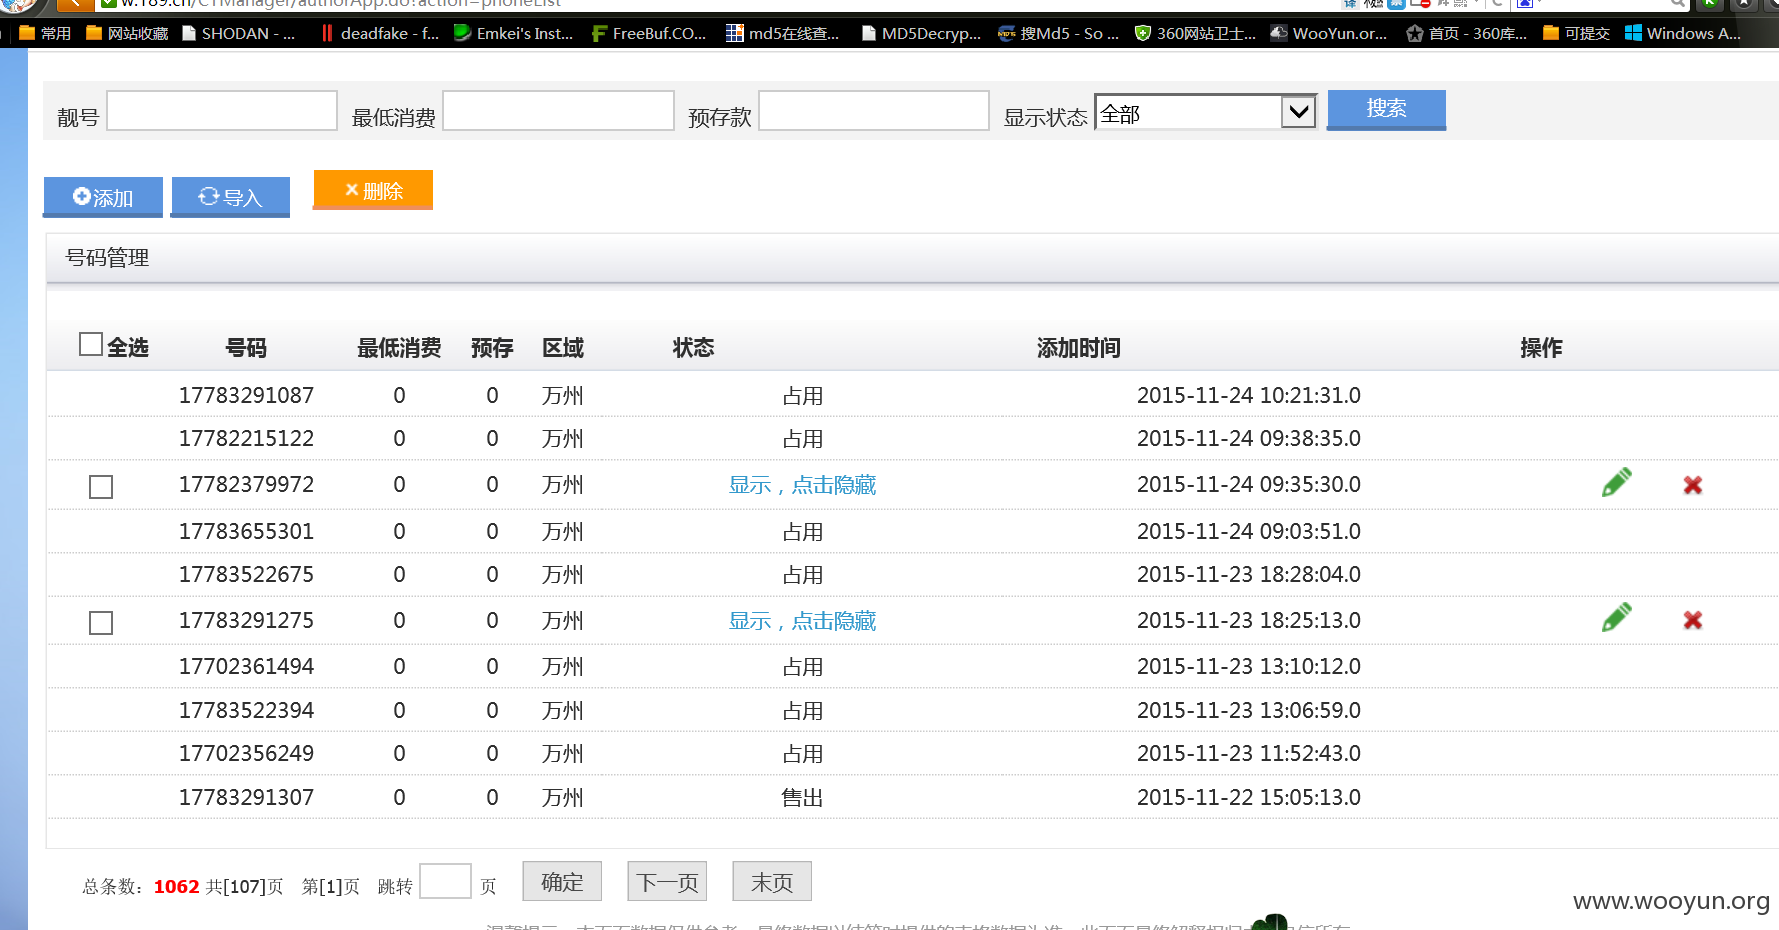 w.189.cn/CTManager/authorApp.do?action=phoneList
常用 网站收藏 SHODAN - ... deadfake - f... Emkei's Inst... FreeBuf.CO... md5在线查... MD5Decryp... 搜Md5 - So ... 360网站卫士... WooYun.or... 首页 - 360库... 可提交 Windows A...
靓号 最低消费 预存款 显示状态 全部 搜索
添加 导入 删除
号码管理
全选 号码 最低消费 预存 区域 状态 添加时间 操作
17783291087 0 0 万州 占用 2015-11-24 10:21:31.0
17782215122 0 0 万州 占用 2015-11-24 09:38:35.0
17782379972 0 0 万州 显示，点击隐藏 2015-11-24 09:35:30.0
17783655301 0 0 万州 占用 2015-11-24 09:03:51.0
17783522675 0 0 万州 占用 2015-11-23 18:28:04.0
17783291275 0 0 万州 显示，点击隐藏 2015-11-23 18:25:13.0
17702361494 0 0 万州 占用 2015-11-23 13:10:12.0
17783522394 0 0 万州 占用 2015-11-23 13:06:59.0
17702356249 0 0 万州 占用 2015-11-23 11:52:43.0
17783291307 0 0 万州 售出 2015-11-22 15:05:13.0
总条数： 1062 共[107]页 第[1]页 跳转 页 确定 下一页 末页
www.wooyun.org